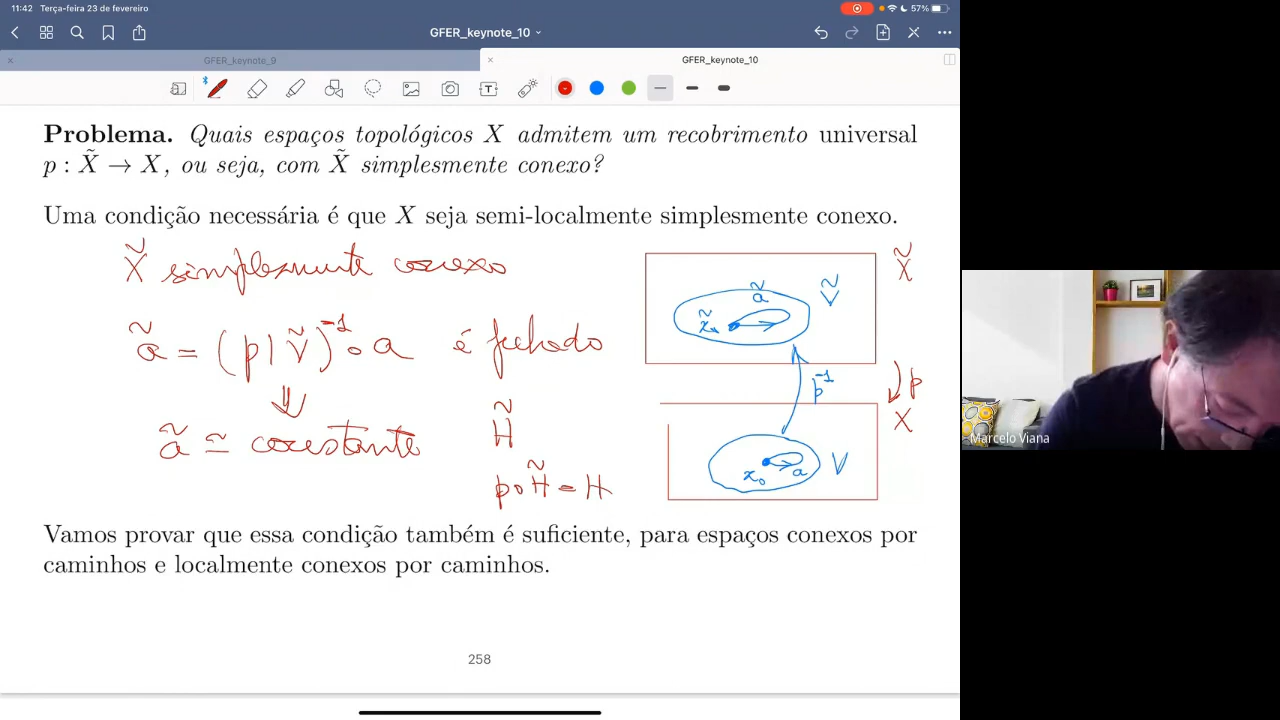 11:42 Terça-feira 23 de fevereiro
57%
GFER_keynote_10
GFER_keynote_9
GFER_keynote_10
Problema. Quais espaços topológicos X admitem um recobrimento universal
p : X̃ → X, ou seja, com X̃ simplesmente conexo?
Uma condição necessária é que X seja semi-localmente simplesmente conexo.
X̃ simplesmente conexo
ã = (p|Ṽ)⁻¹ ∘ a é fechado
⇓
ã ≃ constante
H̃
p∘H̃ = H
X̃
ã
Ṽ
x̃₀
p⁻¹
p
X
x₀
a
V
Marcelo Viana
Vamos provar que essa condição também é suficiente, para espaços conexos por
caminhos e localmente conexos por caminhos.
258